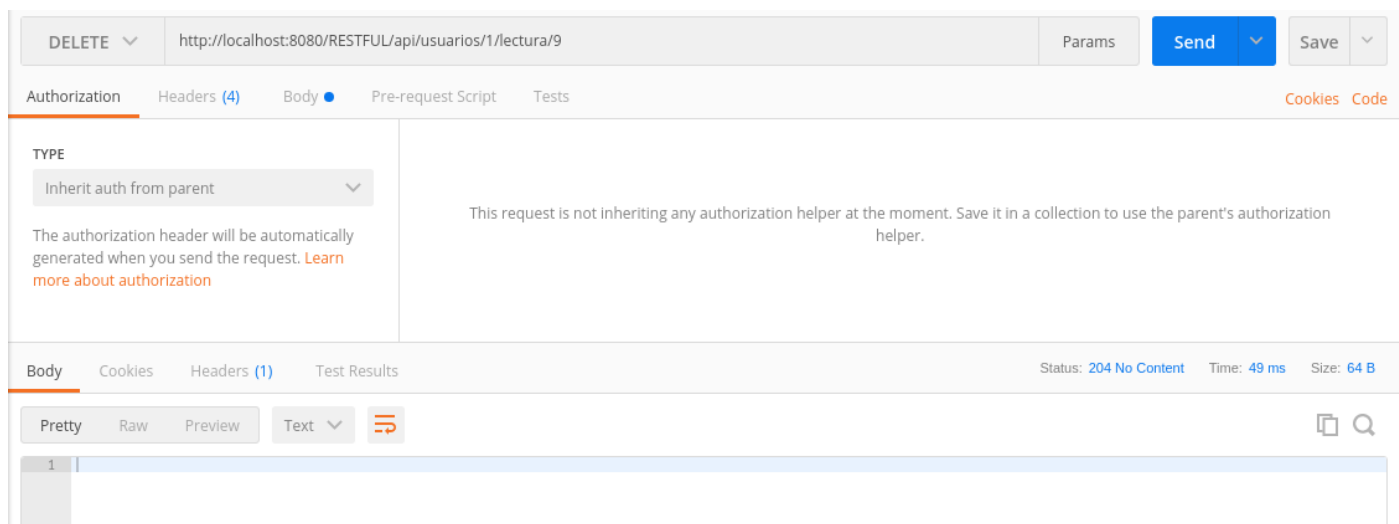 DELETE http://localhost:8080/RESTFUL/api/usuarios/1/lectura/9 Params Send Save
Authorization Headers (4) Body Pre-request Script Tests Cookies Code
TYPE
Inherit auth from parent
The authorization header will be automatically
generated when you send the request. Learn
more about authorization
This request is not inheriting any authorization helper at the moment. Save it in a collection to use the parent's authorization
helper.
Body Cookies Headers (1) Test Results Status: 204 No Content Time: 49 ms Size: 64 B
Pretty Raw Preview Text
1